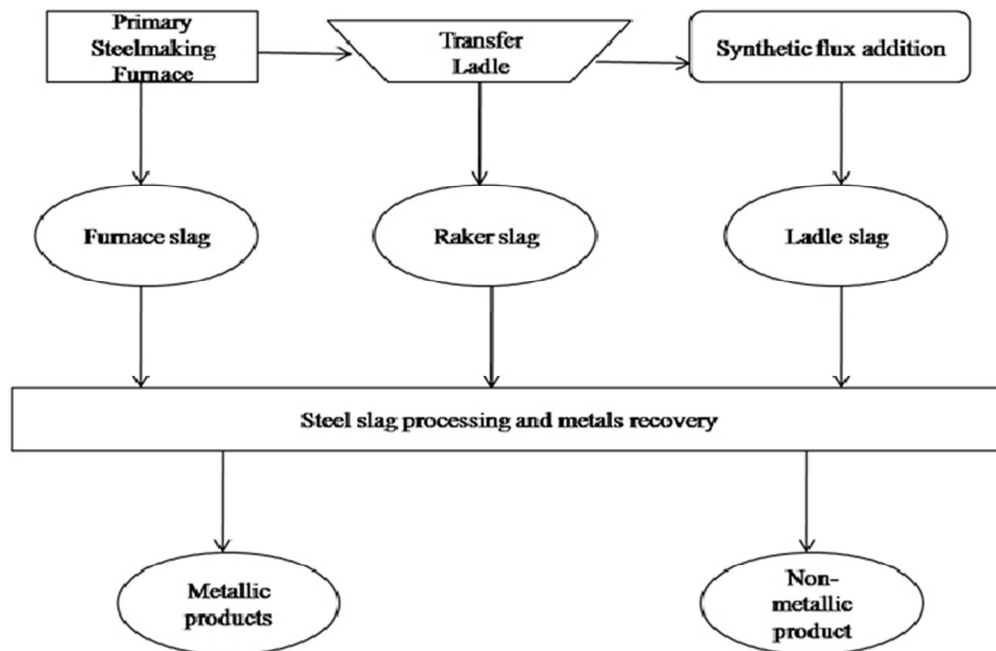 Primary
Steelmaking
Furnace
Transfer
Ladle
Synthetic flux addition
Furnace slag
Raker slag
Ladle slag
Steel slag processing and metals recovery
Metallic
products
Non-
metallic
product